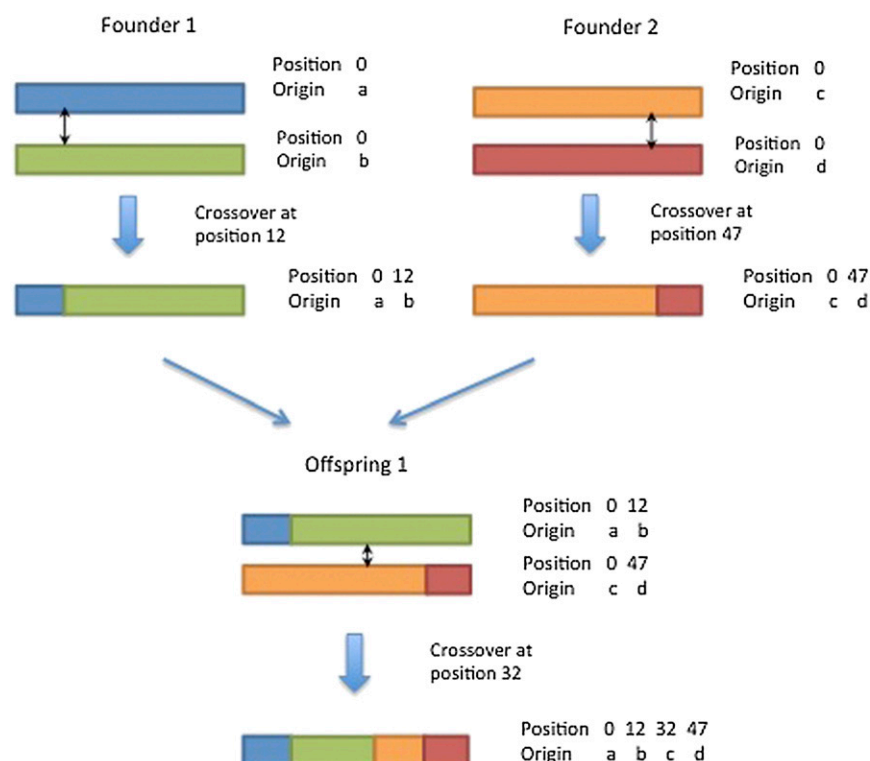 Founder 1
Founder 2
Position 0
Origin a
Position 0
Origin b
Position 0
Origin c
Position 0
Origin d
Crossover at
position 12
Crossover at
position 47
Position 0 12
Origin a b
Position 0 47
Origin c d
Offspring 1
Position 0 12
Origin a b
Position 0 47
Origin c d
Crossover at
position 32
Position 0 12 32 47
Origin a b c d